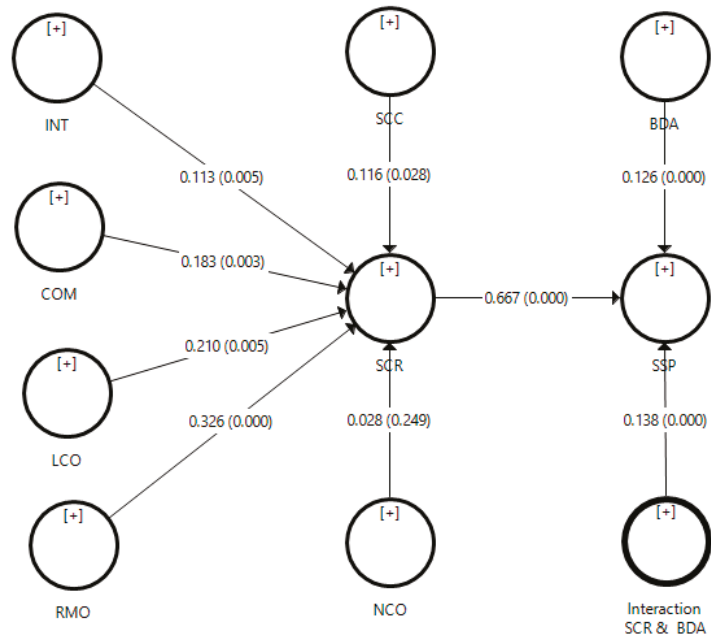 [+]
INT
[+]
SCC
[+]
BDA
0.113 (0.005)
0.116 (0.028)
0.126 (0.000)
[+]
COM
0.183 (0.003)
[+]
SCR
0.667 (0.000)
[+]
SSP
[+]
LCO
0.210 (0.005)
0.326 (0.000)
0.028 (0.249)
0.138 (0.000)
[+]
RMO
[+]
NCO
[+]
Interaction
SCR & BDA